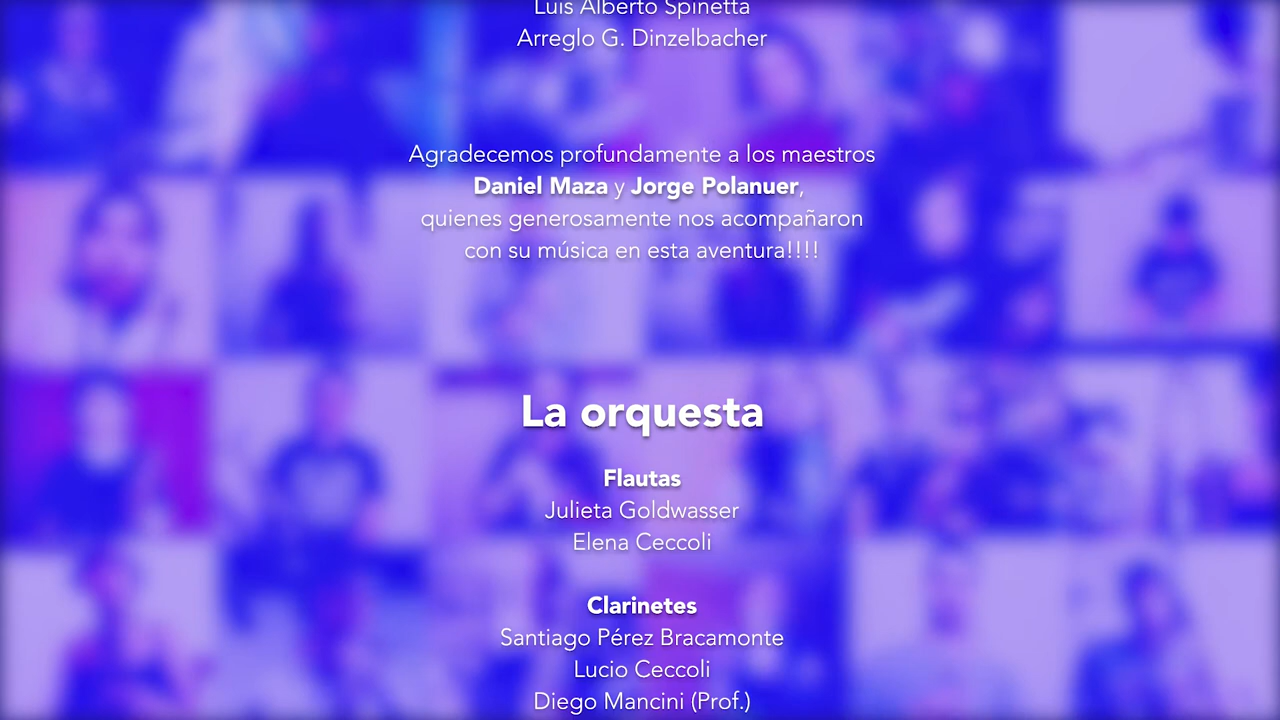 Luis Alberto Spinetta
Arreglo G. Dinzelbacher
Agradecemos profundamente a los maestros
Daniel Maza y Jorge Polanuer,
quienes generosamente nos acompañaron
con su música en esta aventura!!!!
La orquesta
Flautas
Julieta Goldwasser
Elena Ceccoli
Clarinetes
Santiago Pérez Bracamonte
Lucio Ceccoli
Diego Mancini (Prof.)